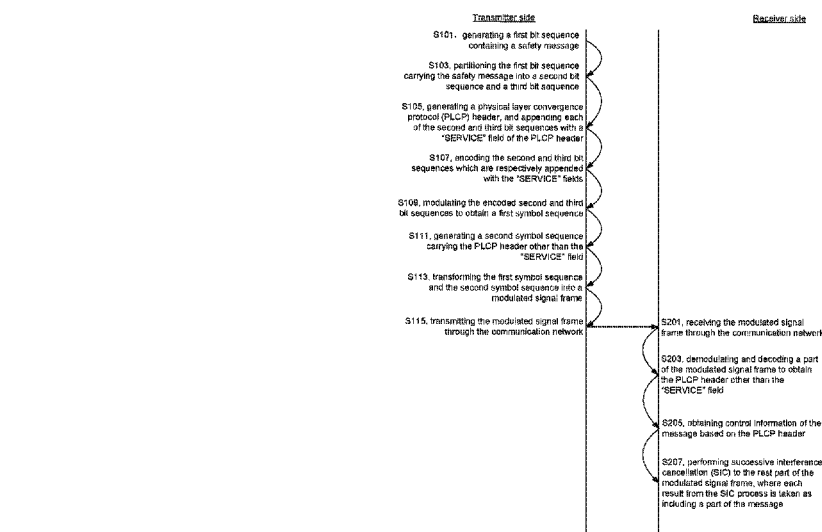 Transmitter side
Receiver side
S101, generating a first bit sequence
containing a safety message
S103, partitioning the first bit sequence
carrying the safety message into a second bit
sequence and a third bit sequence
S105, generating a physical layer convergence
protocol (PLCP) header, and appending each
of the second and third bit sequences with a
"SERVICE" field of the PLCP header
S107, encoding the second and third bit
sequences which are respectively appended
with the "SERVICE" fields
S109, modulating the encoded second and third
bit sequences to obtain a first symbol sequence
S111, generating a second symbol sequence
carrying the PLCP header other than the
"SERVICE" field
S113, transforming the first symbol sequence
and the second symbol sequence into a
modulated signal frame
S115, transmitting the modulated signal frame
through the communication network
S201, receiving the modulated signal
frame through the communication network
S203, demodulating and decoding a part
of the modulated signal frame to obtain
the PLCP header other than the
"SERVICE" field
S205, obtaining control information of the
message based on the PLCP header
S207, performing successive interference
cancellation (SIC) to the rest part of the
modulated signal frame, where each
result from the SIC process is taken as
including a part of the message